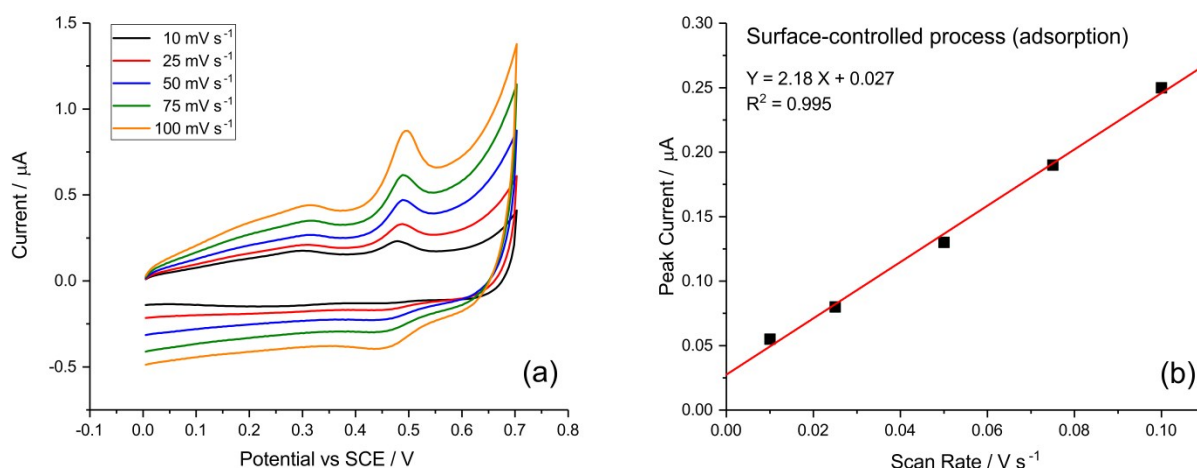 1.5
1.0
0.5
0.0
-0.5
Current / µA
10 mV s⁻¹
25 mV s⁻¹
50 mV s⁻¹
75 mV s⁻¹
100 mV s⁻¹
(a)
-0.1 0.0 0.1 0.2 0.3 0.4 0.5 0.6 0.7 0.8
Potential vs SCE / V
0.30
0.25
0.20
0.15
0.10
0.05
0.00
Peak Current / µA
Surface-controlled process (adsorption)
Y = 2.18 X + 0.027
R² = 0.995
(b)
0.00 0.02 0.04 0.06 0.08 0.10
Scan Rate / V s⁻¹